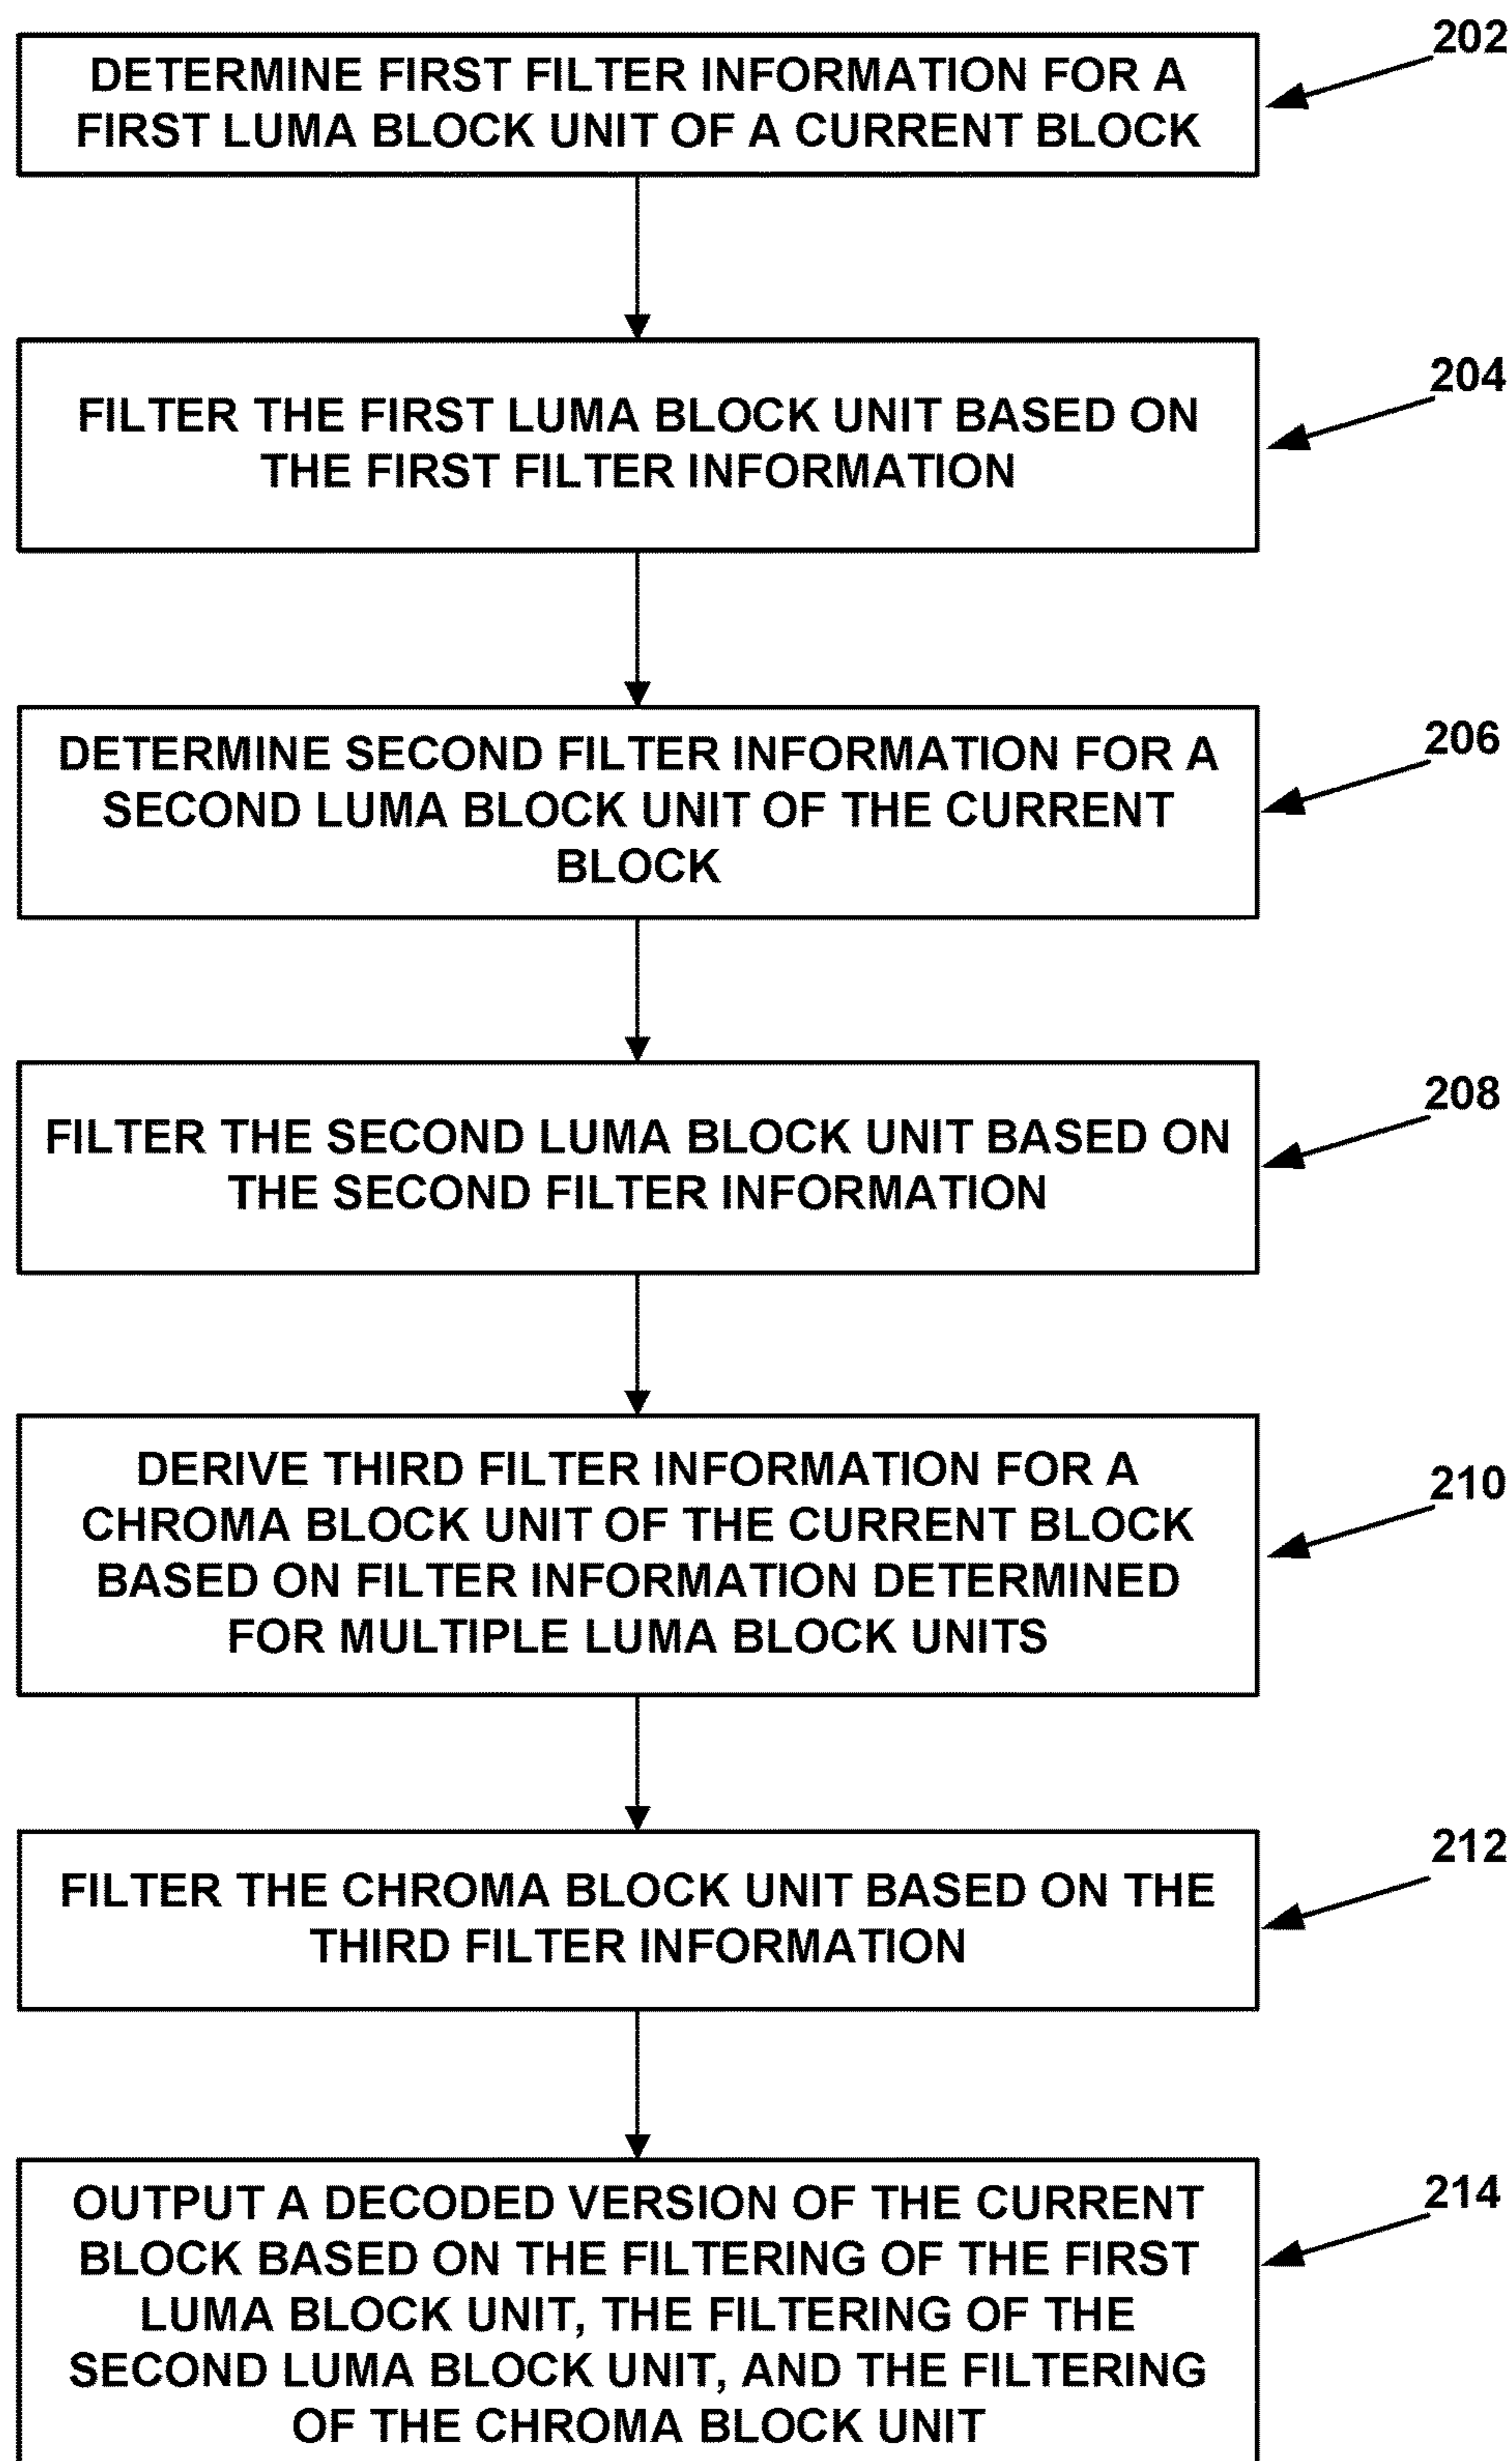 202
DETERMINE FIRST FILTER INFORMATION FOR A
FIRST LUMA BLOCK UNIT OF A CURRENT BLOCK
204
FILTER THE FIRST LUMA BLOCK UNIT BASED ON
THE FIRST FILTER INFORMATION
206
DETERMINE SECOND FILTER INFORMATION FOR A
SECOND LUMA BLOCK UNIT OF THE CURRENT
BLOCK
208
FILTER THE SECOND LUMA BLOCK UNIT BASED ON
THE SECOND FILTER INFORMATION
210
DERIVE THIRD FILTER INFORMATION FOR A
CHROMA BLOCK UNIT OF THE CURRENT BLOCK
BASED ON FILTER INFORMATION DETERMINED
FOR MULTIPLE LUMA BLOCK UNITS
212
FILTER THE CHROMA BLOCK UNIT BASED ON THE
THIRD FILTER INFORMATION
214
OUTPUT A DECODED VERSION OF THE CURRENT
BLOCK BASED ON THE FILTERING OF THE FIRST
LUMA BLOCK UNIT, THE FILTERING OF THE
SECOND LUMA BLOCK UNIT, AND THE FILTERING
OF THE CHROMA BLOCK UNIT